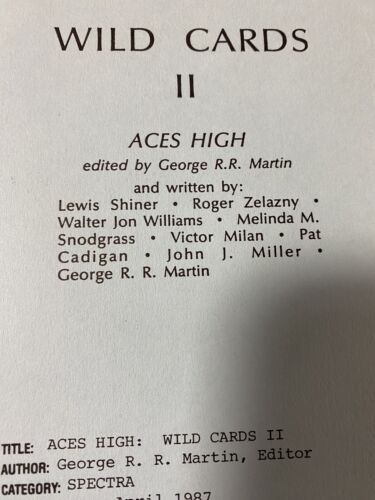 WILD CARDS
II
ACES HIGH
edited by George R.R. Martin
and written by:
Lewis Shiner • Roger Zelazny •
Walter Jon Williams • Melinda M.
Snodgrass • Victor Milan • Pat
Cadigan • John J. Miller •
George R. R. Martin
TITLE: ACES HIGH: WILD CARDS II
AUTHOR: George R. R. Martin, Editor
CATEGORY: SPECTRA
April 1987